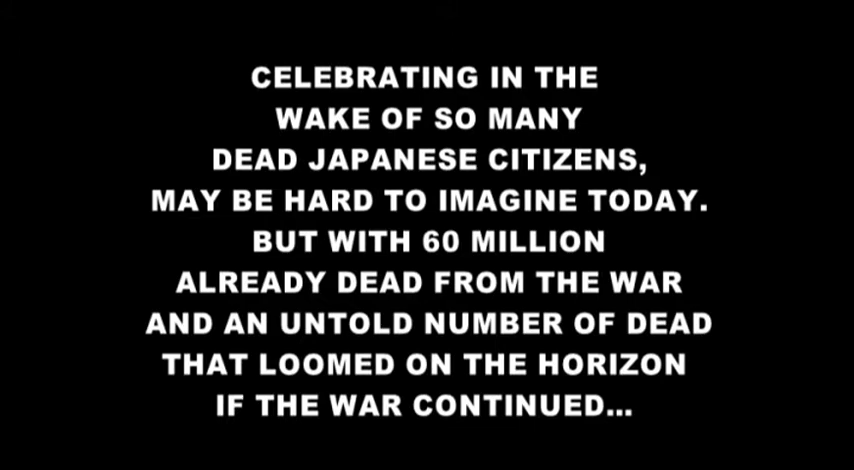 CELEBRATING IN THE
WAKE OF SO MANY
DEAD JAPANESE CITIZENS,
MAY BE HARD TO IMAGINE TODAY.
BUT WITH 60 MILLION
ALREADY DEAD FROM THE WAR
AND AN UNTOLD NUMBER OF DEAD
THAT LOOMED ON THE HORIZON
IF THE WAR CONTINUED...